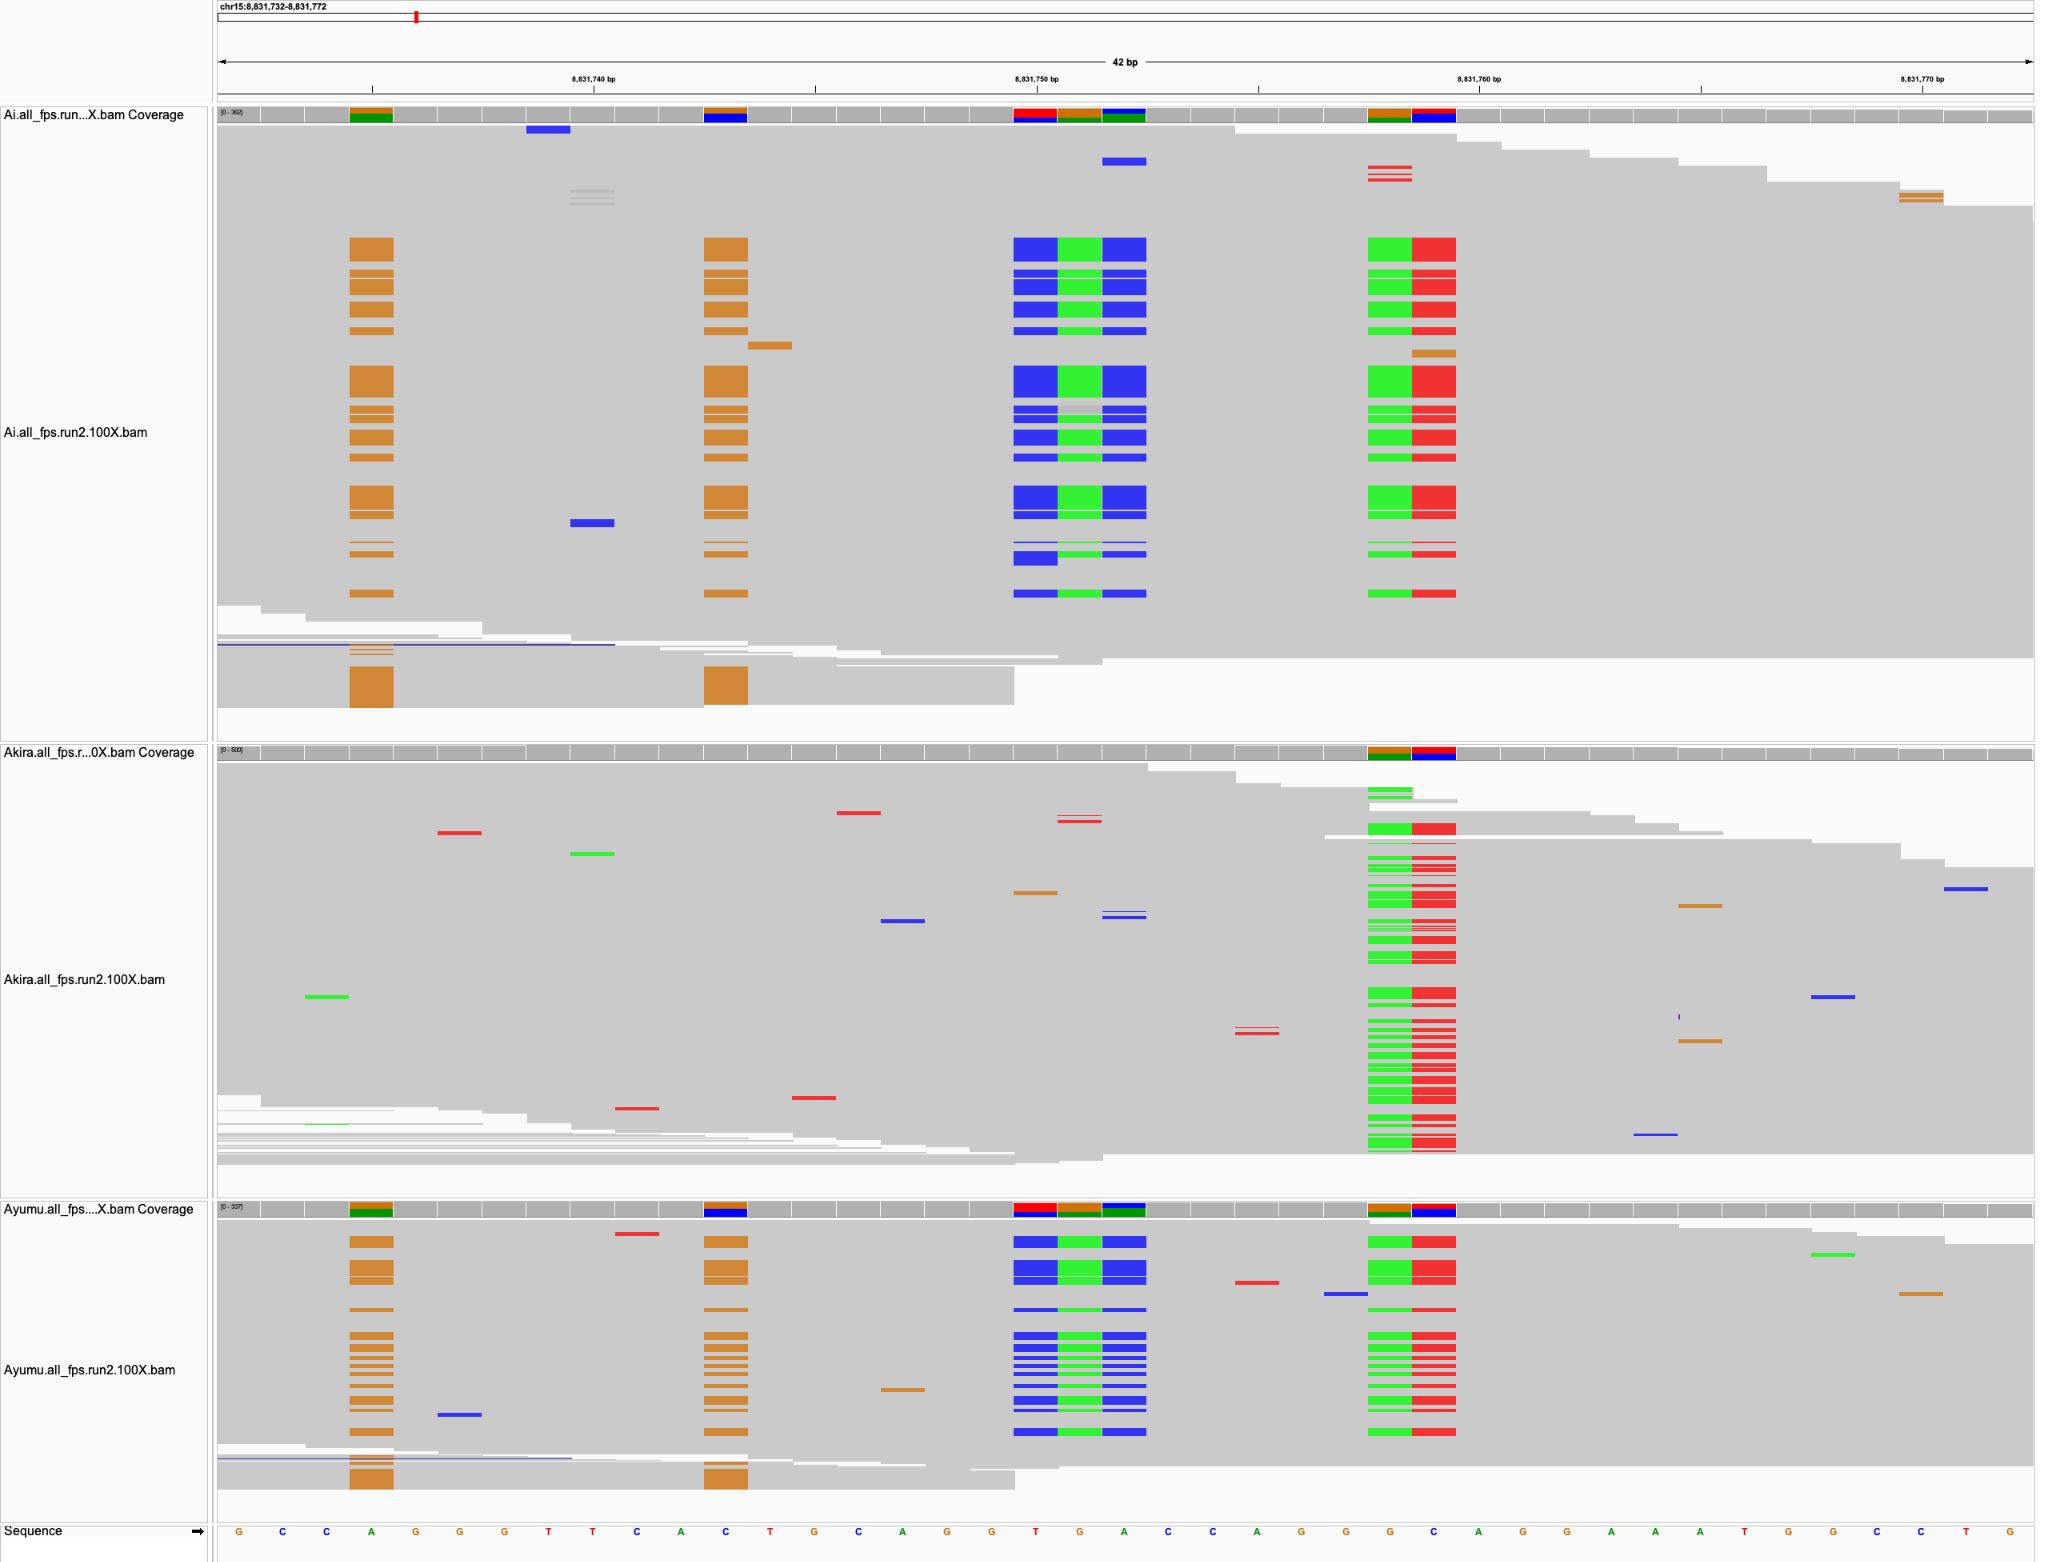 chr15:8,831,732-8,831,772
42 bp
8,831,740 bp
8,831,750 bp
8,831,760 bp
8,831,770 bp
Ai.all_fps.run...X.bam Coverage
[0 - 362]
Ai.all_fps.run2.100X.bam
Akira.all_fps.r...0X.bam Coverage
[0 - 500]
Akira.all_fps.run2.100X.bam
Ayumu.all_fps....X.bam Coverage
[0 - 337]
Ayumu.all_fps.run2.100X.bam
Sequence
G C C A G G G T T C A C T G C A G G T G A C C A G G G C A G G A A A T G G C C T G